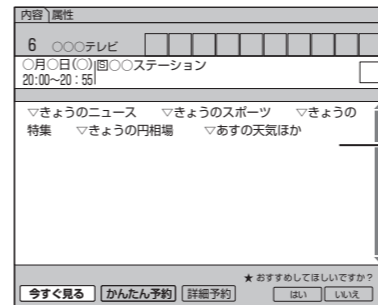 内容 属性
6 ○○○テレビ
○月○日(○) 回○○ステーション
20:00~20:55
▽きょうのニュース ▽きょうのスポーツ ▽きょうの
特集 ▽きょうの円相場 ▽あすの天気ほか
★おすすめしてほしいですか?
今すぐ見る かんたん予約 詳細予約 はい いいえ